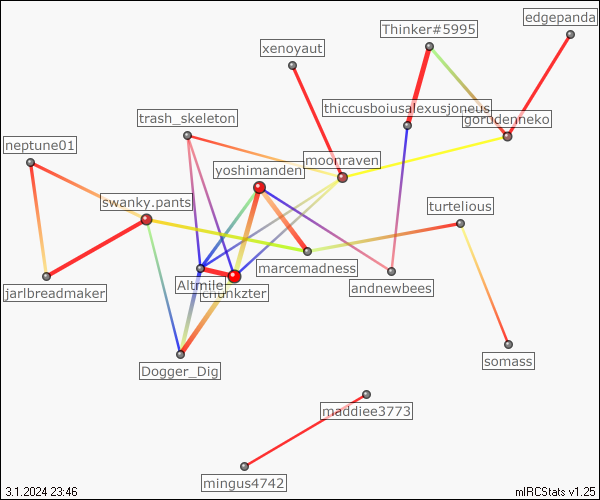 edgepanda
Thinker#5995
xenoyaut
thiccusboiusalexusjoneus
trash_skeleton
gorudenneko
neptune01
moonraven
yoshimanden
swanky.pants
turtelious
marcemadness
Altmile
andnewbees
jarlbreadmaker
chunkzter
somass
Dogger_Dig
maddiee3773
mingus4742
3.1.2024 23:46
mIRCStats v1.25